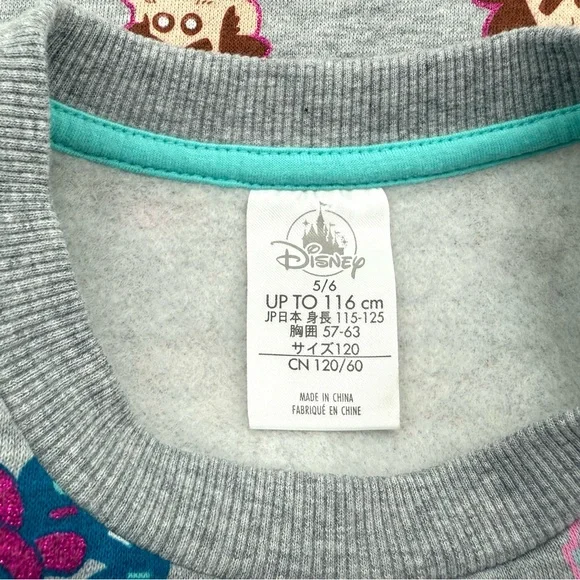 Disney
5/6
UP TO 116 cm
JP日本 身長 115-125
胸囲 57-63
サイズ120
CN 120/60
MADE IN CHINA
FABRIQUÉ EN CHINE